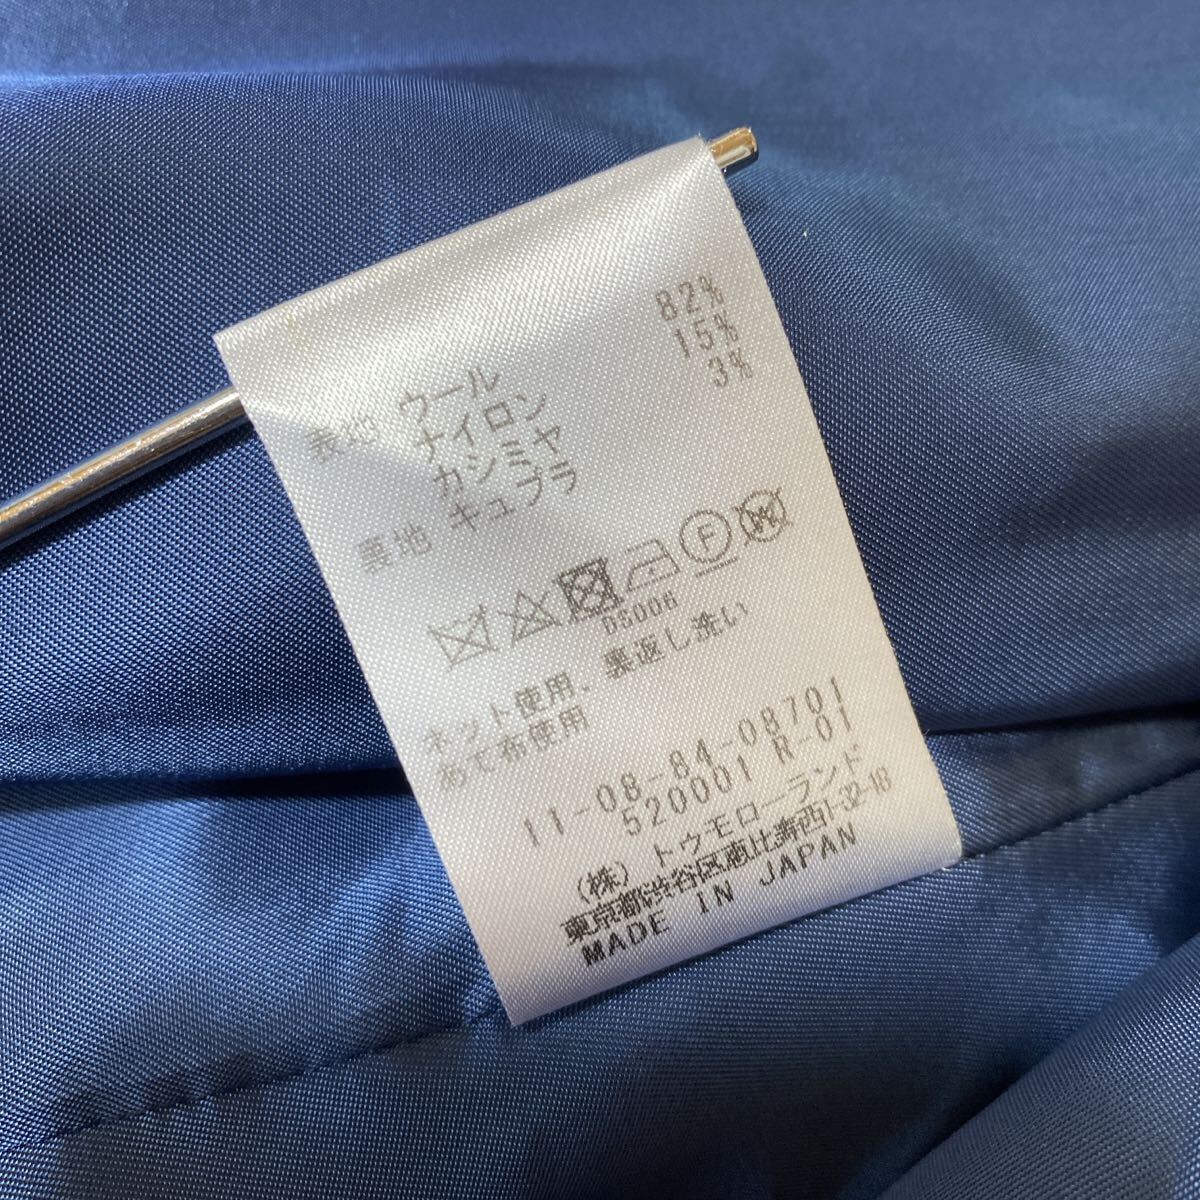 表地 ウール 82%
ナイロン 15%
カシミヤ 3%
裏地 キュプラ
F W
DS006
ネット使用、裏返し洗い
あて布使用
11-08-84-08701
520001 R-01
(株) トゥモローランド
東京都渋谷区恵比寿西1-32-18
MADE IN JAPAN